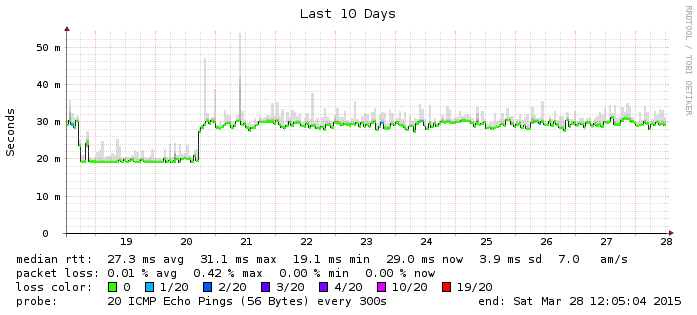 Last 10 Days
RRDTOOL / TOBI OETIKER
Seconds
50 m
40 m
30 m
20 m
10 m
0
19 20 21 22 23 24 25 26 27 28
median rtt: 27.3 ms avg 31.1 ms max 19.1 ms min 29.0 ms now 3.9 ms sd 7.0 am/s
packet loss: 0.01 % avg 0.42 % max 0.00 % min 0.00 % now
loss color: 0 1/20 2/20 3/20 4/20 10/20 19/20
probe: 20 ICMP Echo Pings (56 Bytes) every 300s end: Sat Mar 28 12:05:04 2015